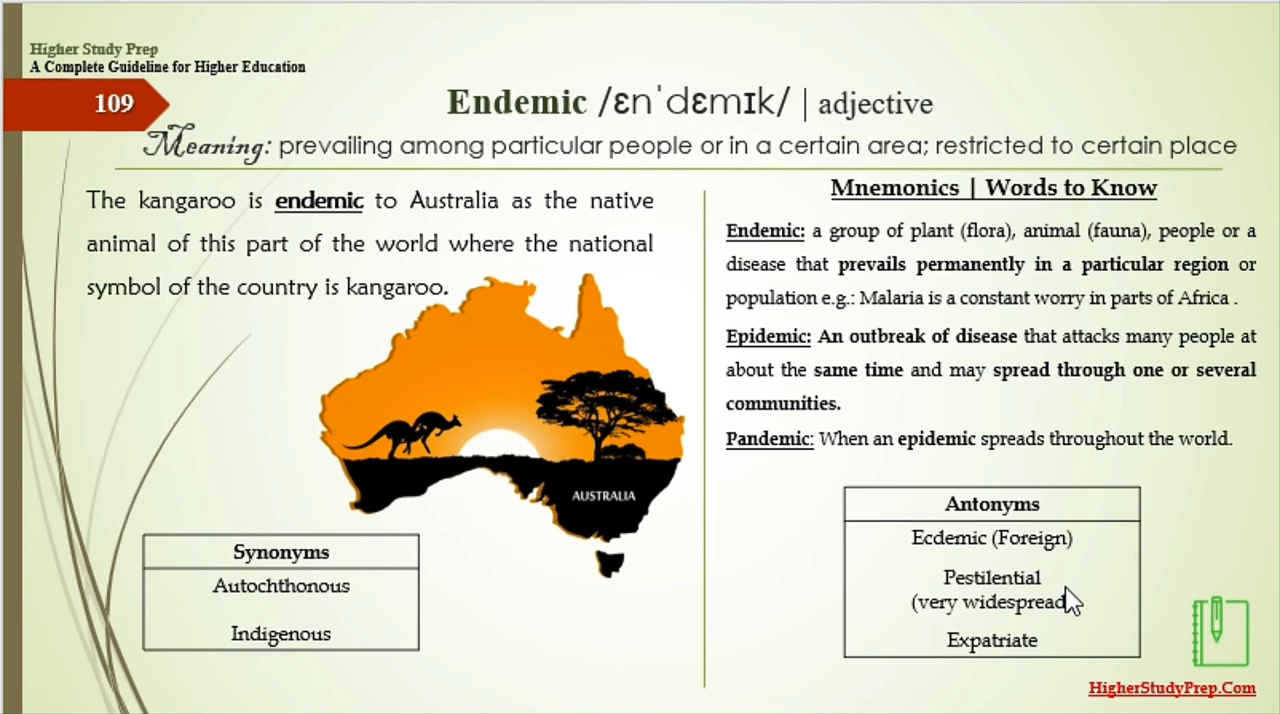 Higher Study Prep
A Complete Guideline for Higher Education
109
Endemic /ɛnˈdɛmɪk/ | adjective
Meaning: prevailing among particular people or in a certain area; restricted to certain place
The kangaroo is endemic to Australia as the native
animal of this part of the world where the national
symbol of the country is kangaroo.
AUSTRALIA
Synonyms
Autochthonous
Indigenous
Mnemonics | Words to Know
Endemic: a group of plant (flora), animal (fauna), people or a
disease that prevails permanently in a particular region or
population e.g.: Malaria is a constant worry in parts of Africa .
Epidemic: An outbreak of disease that attacks many people at
about the same time and may spread through one or several
communities.
Pandemic: When an epidemic spreads throughout the world.
Antonyms
Ecdemic (Foreign)
Pestilential
(very widespread)
Expatriate
HigherStudyPrep.Com